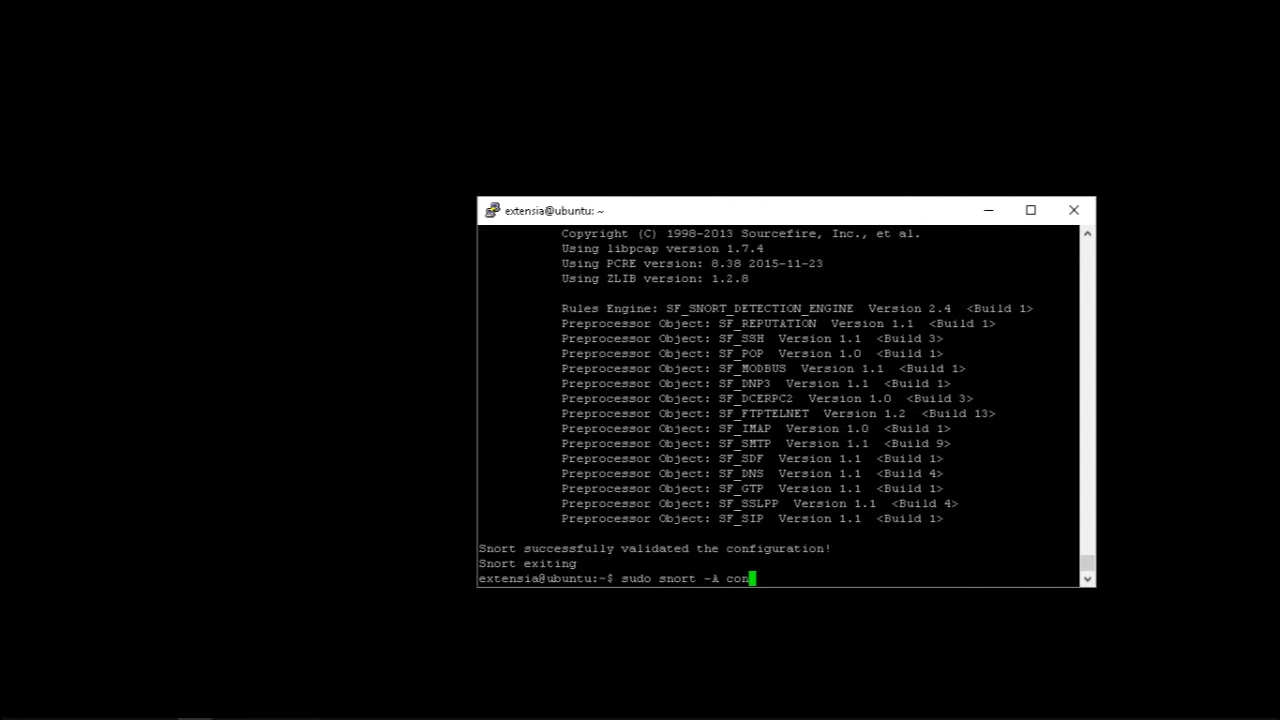 extensia@ubuntu: ~
Copyright (C) 1998-2013 Sourcefire, Inc., et al.
Using libpcap version 1.7.4
Using PCRE version: 8.38 2015-11-23
Using ZLIB version: 1.2.8
Rules Engine: SF_SNORT_DETECTION_ENGINE  Version 2.4  <Build 1>
Preprocessor Object: SF_REPUTATION  Version 1.1  <Build 1>
Preprocessor Object: SF_SSH  Version 1.1  <Build 3>
Preprocessor Object: SF_POP  Version 1.0  <Build 1>
Preprocessor Object: SF_MODBUS  Version 1.1  <Build 1>
Preprocessor Object: SF_DNP3  Version 1.1  <Build 1>
Preprocessor Object: SF_DCERPC2  Version 1.0  <Build 3>
Preprocessor Object: SF_FTPTELNET  Version 1.2  <Build 13>
Preprocessor Object: SF_IMAP  Version 1.0  <Build 1>
Preprocessor Object: SF_SMTP  Version 1.1  <Build 9>
Preprocessor Object: SF_SDF  Version 1.1  <Build 1>
Preprocessor Object: SF_DNS  Version 1.1  <Build 4>
Preprocessor Object: SF_GTP  Version 1.1  <Build 1>
Preprocessor Object: SF_SSLPP  Version 1.1  <Build 4>
Preprocessor Object: SF_SIP  Version 1.1  <Build 1>
Snort successfully validated the configuration!
Snort exiting
extensia@ubuntu:~$ sudo snort -A con